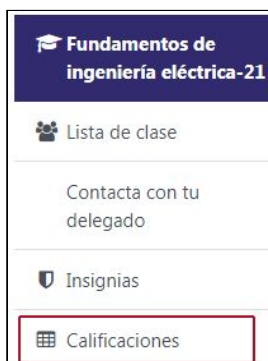 Fundamentos de
ingeniería eléctrica-21
Lista de clase
Contacta con tu
delegado
Insignias
Calificaciones